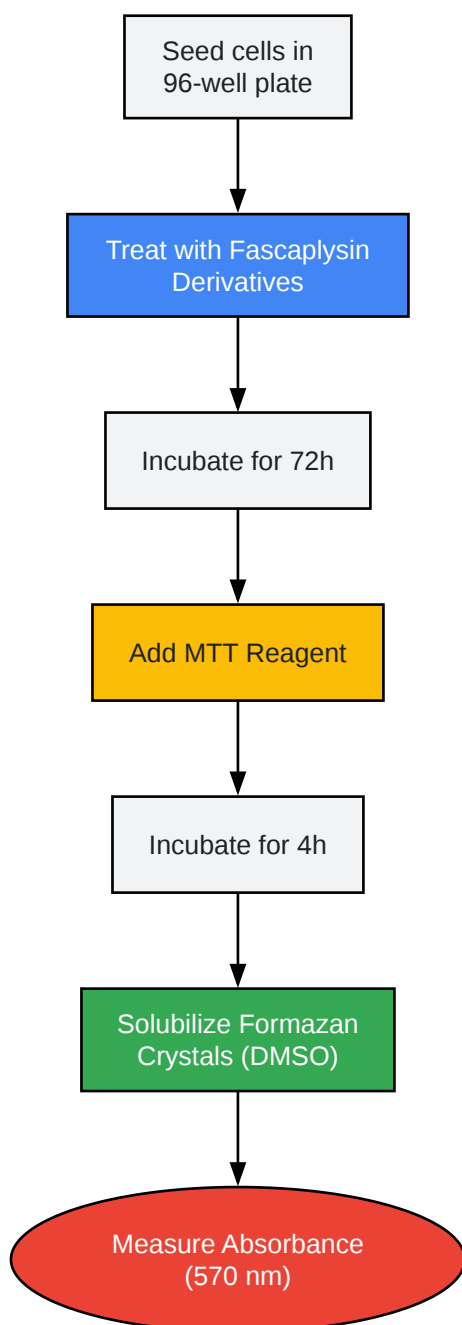 Seed cells in
96-well plate
Treat with Fascaplysin
Derivatives
Incubate for 72h
Add MTT Reagent
Incubate for 4h
Solubilize Formazan
Crystals (DMSO)
Measure Absorbance
(570 nm)